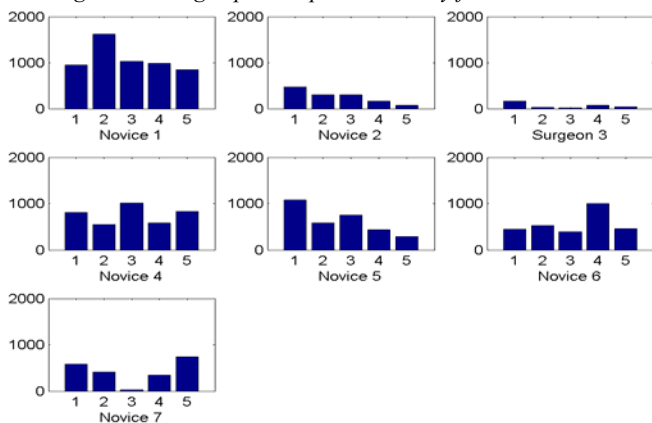 2000 2000 2000
1000 1000 1000
0 0 0
1 2 3 4 5 1 2 3 4 5 1 2 3 4 5
Novice 1 Novice 2 Surgeon 3
2000 2000 2000
1000 1000 1000
0 0 0
1 2 3 4 5 1 2 3 4 5 1 2 3 4 5
Novice 4 Novice 5 Novice 6
2000
1000
0
1 2 3 4 5
Novice 7